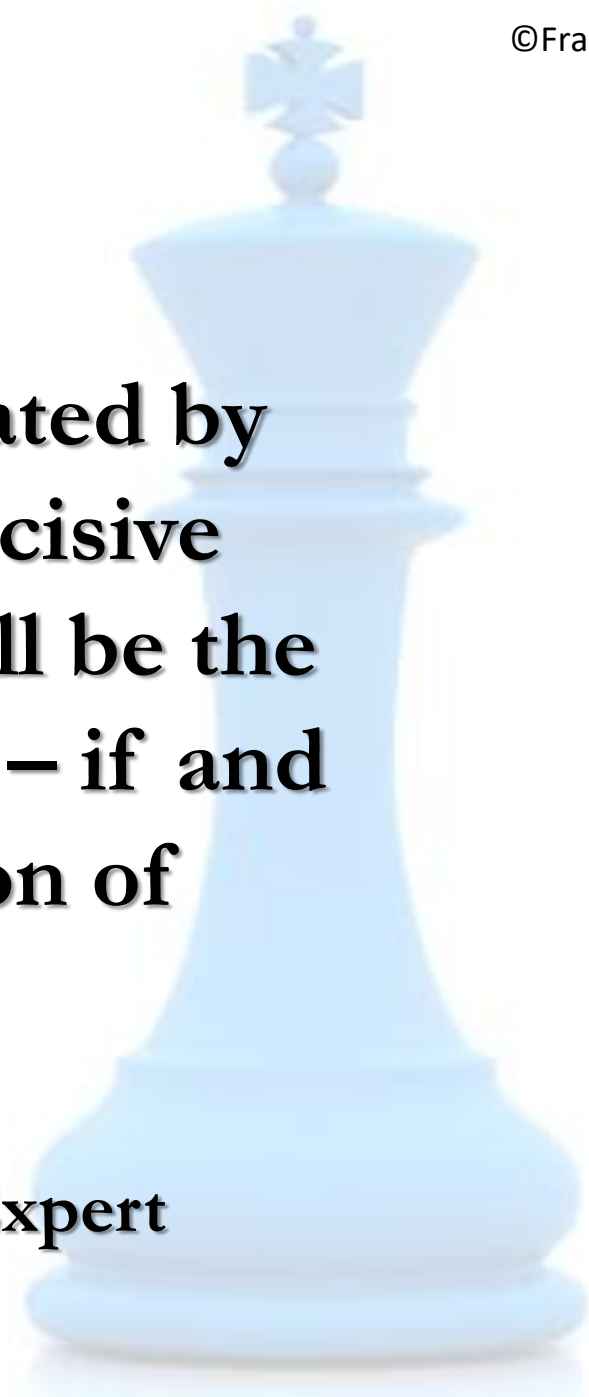 ©Fra
ated by
cisive
ll be the
– if and
on of
xpert